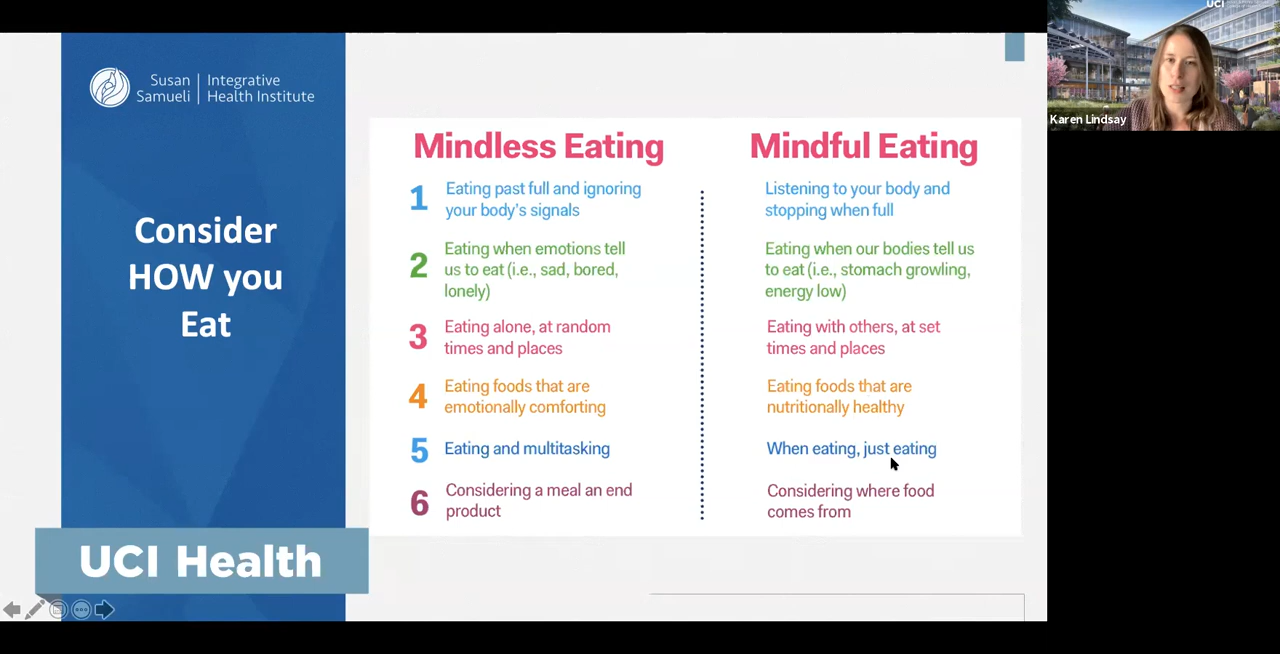 Susan
Samueli
Integrative
Health Institute
Consider
HOW you
Eat
UCI Health
Mindless Eating
Mindful Eating
1
Eating past full and ignoring
your body's signals
Listening to your body and
stopping when full
2
Eating when emotions tell
us to eat (i.e., sad, bored,
lonely)
Eating when our bodies tell us
to eat (i.e., stomach growling,
energy low)
3
Eating alone, at random
times and places
Eating with others, at set
times and places
4
Eating foods that are
emotionally comforting
Eating foods that are
nutritionally healthy
5
Eating and multitasking
When eating, just eating
6
Considering a meal an end
product
Considering where food
comes from
UCI
Karen Lindsay